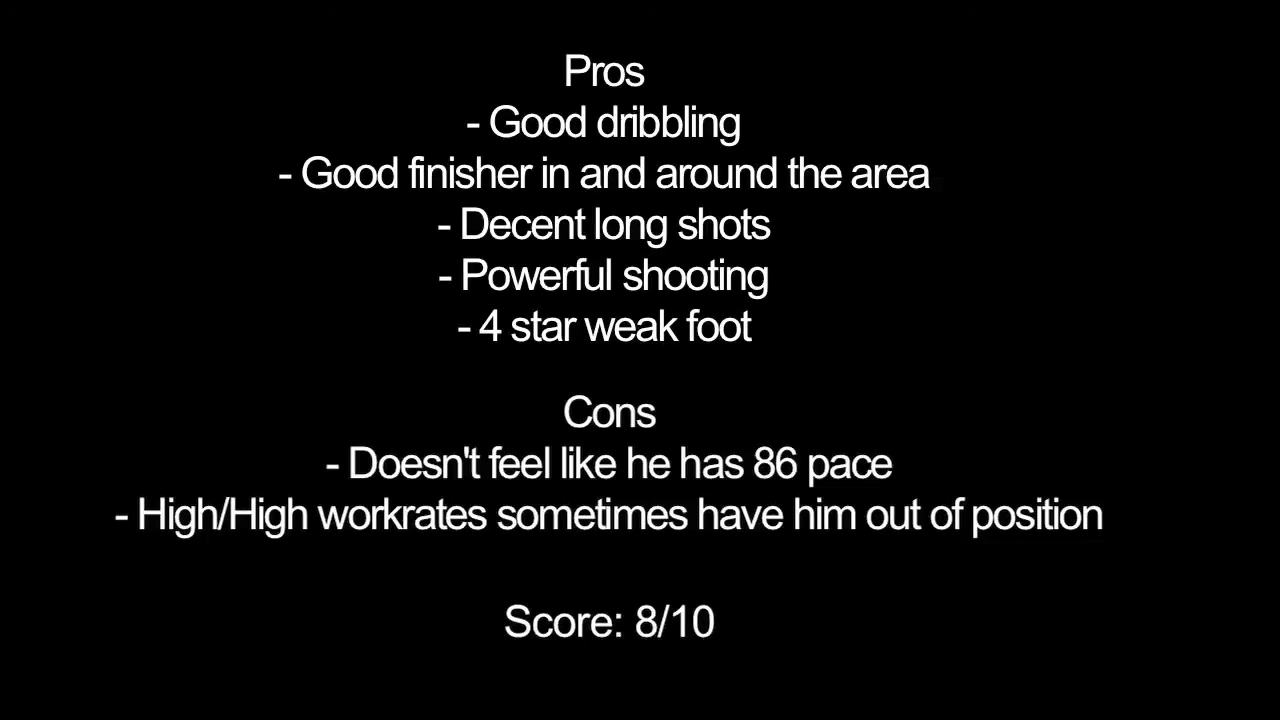 Pros
- Good dribbling
- Good finisher in and around the area
- Decent long shots
- Powerful shooting
- 4 star weak foot
Cons
- Doesn't feel like he has 86 pace
- High/High workrates sometimes have him out of position
Score: 8/10